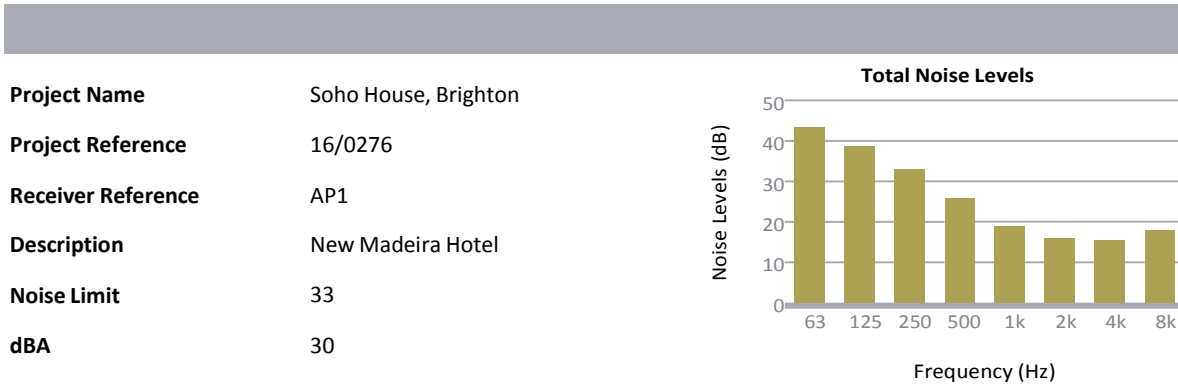 Project Name Soho House, Brighton
Project Reference 16/0276
Receiver Reference AP1
Description New Madeira Hotel
Noise Limit 33
dBA 30
Total Noise Levels
Noise Levels (dB)
50
40
30
20
10
0
63 125 250 500 1k 2k 4k 8k
Frequency (Hz)